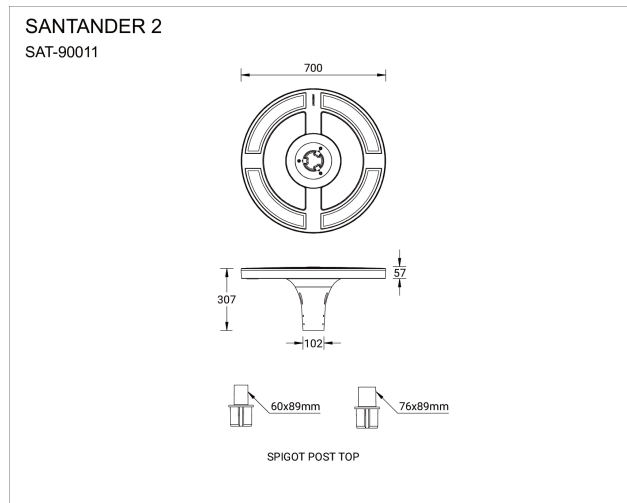 SANTANDER 2
SAT-90011
700
57
307
102
60x89mm
76x89mm
SPIGOT POST TOP